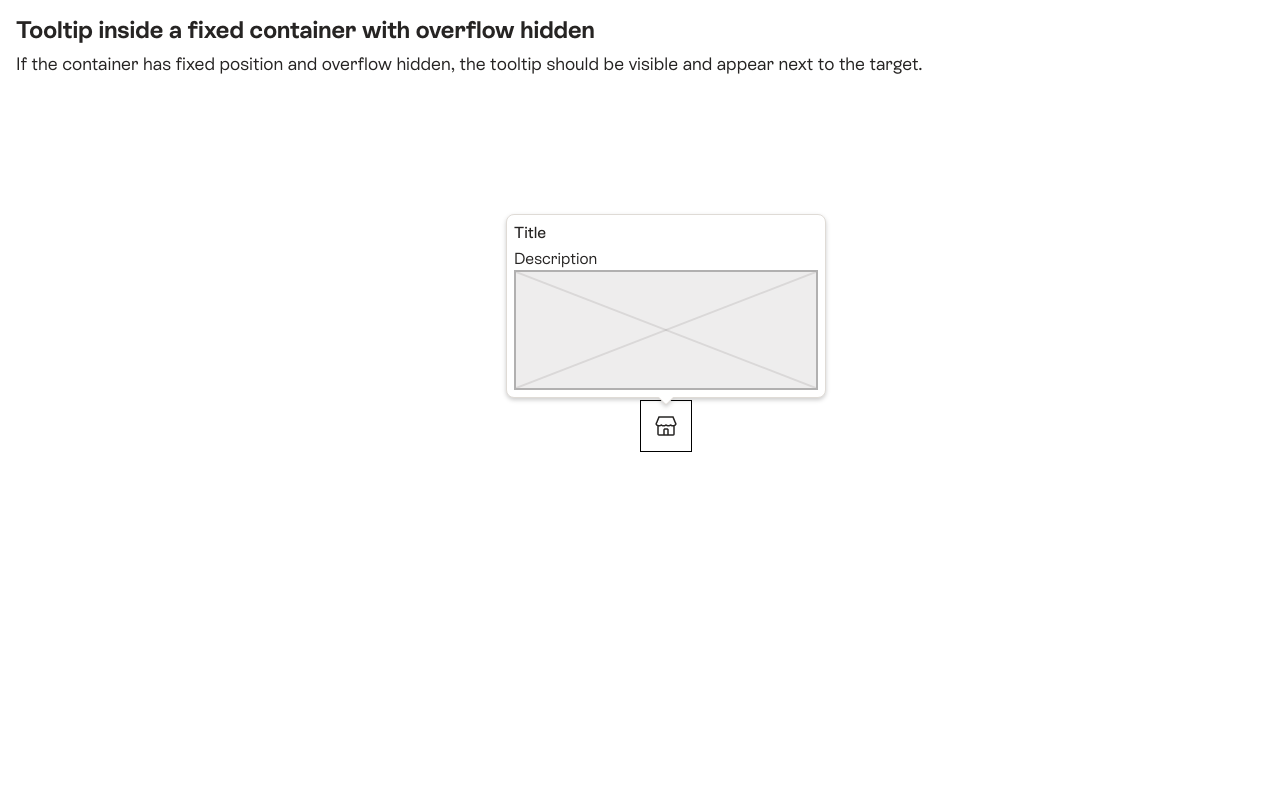 Tooltip inside a fixed container with overflow hidden
If the container has fixed position and overflow hidden, the tooltip should be visible and appear next to the target.
Title
Description